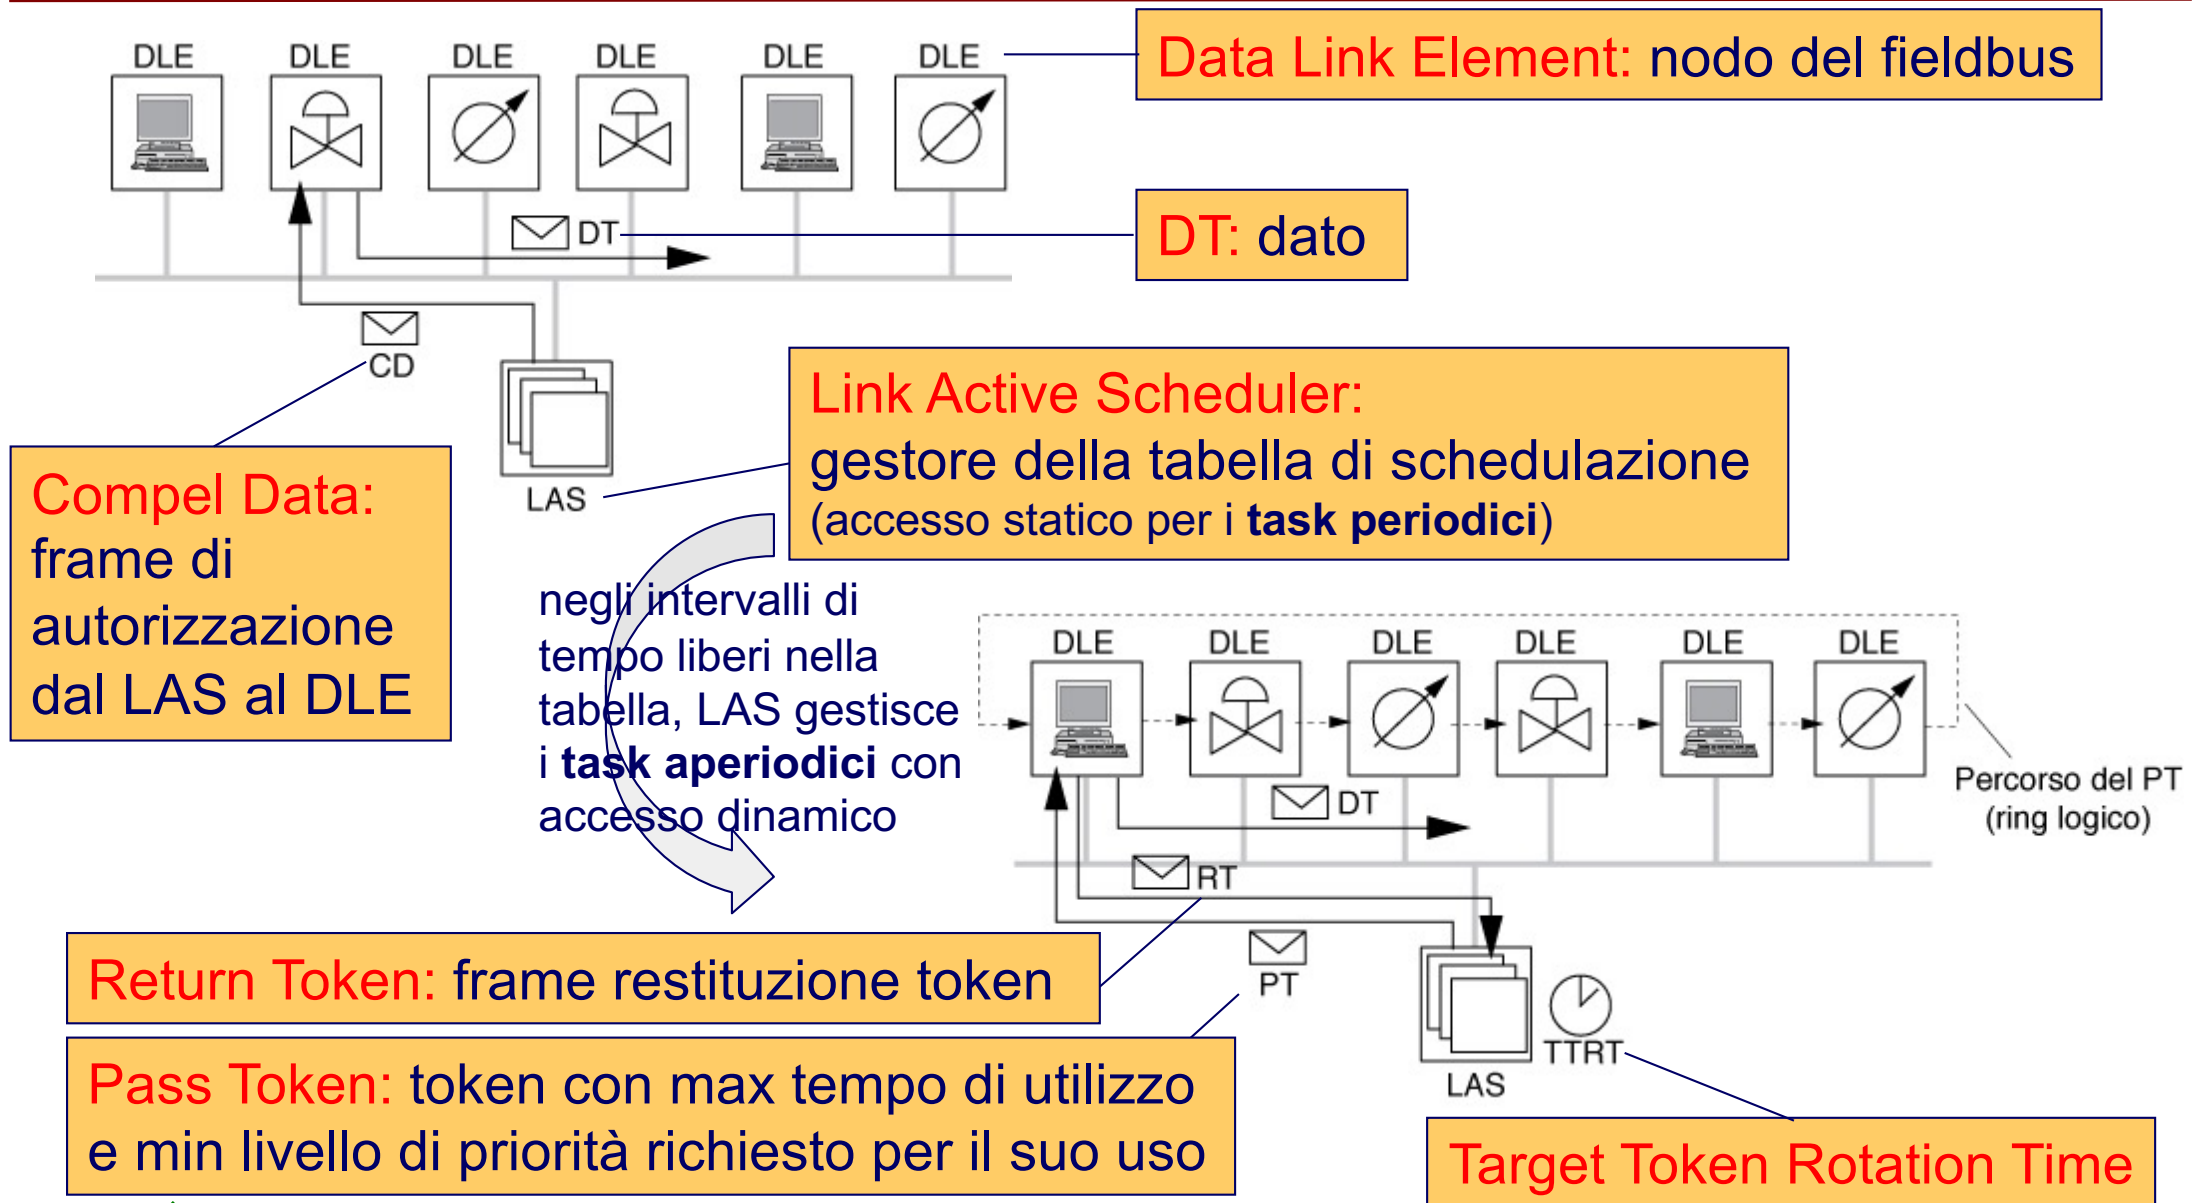 DLE DLE DLE DLE DLE DLE
Data Link Element: nodo del fieldbus
DT
DT: dato
CD
LAS
Link Active Scheduler:
gestore della tabella di schedulazione
(accesso statico per i task periodici)
Compel Data:
frame di
autorizzazione
dal LAS al DLE
negli intervalli di
tempo liberi nella
tabella, LAS gestisce
i task aperiodici con
accesso dinamico
DLE DLE DLE DLE DLE DLE
Percorso del PT
(ring logico)
DT
RT
PT
TTRT
LAS
Return Token: frame restituzione token
Pass Token: token con max tempo di utilizzo
e min livello di priorità richiesto per il suo uso
Target Token Rotation Time